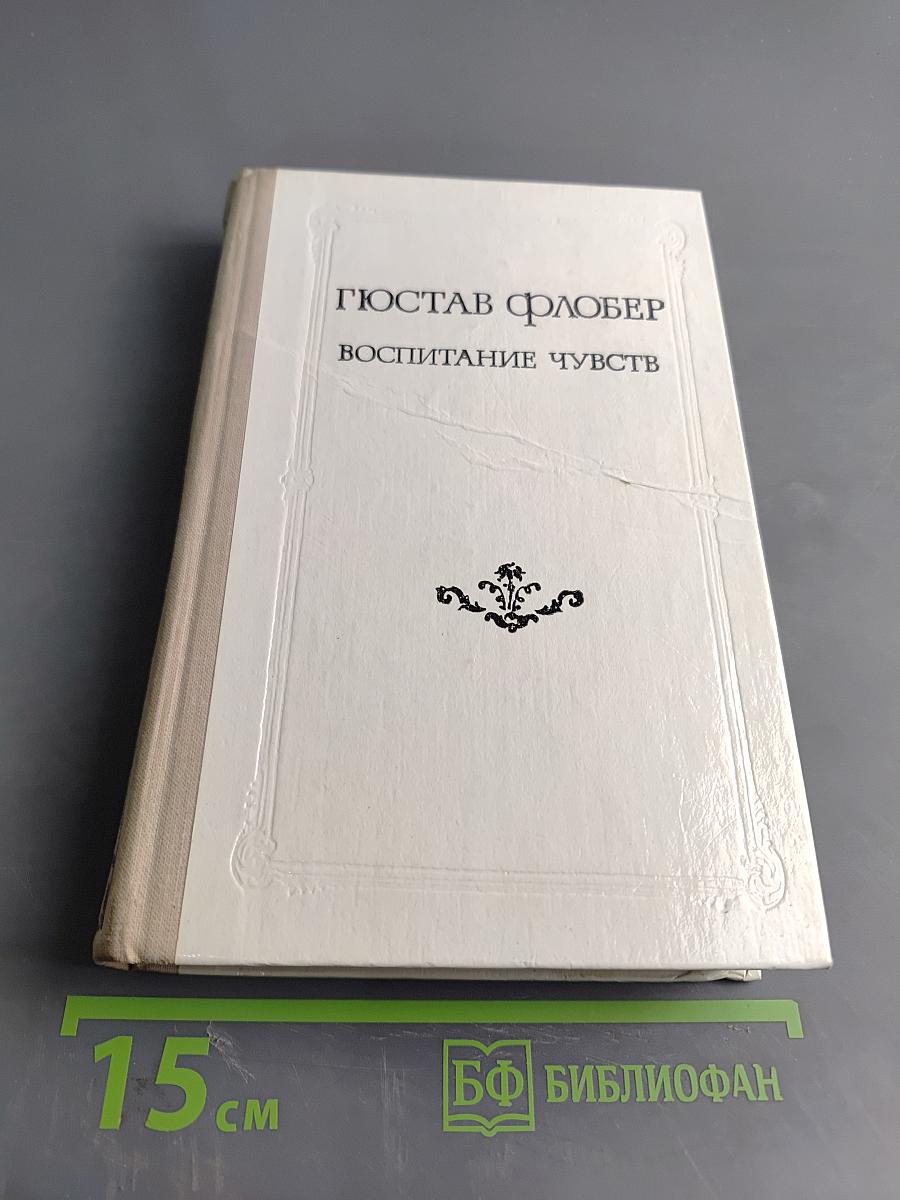 ГЮСТАВ ФЛОБЕР
ВОСПИТАНИЕ ЧУВСТВ
15 см
БФ БИБЛИОФАН